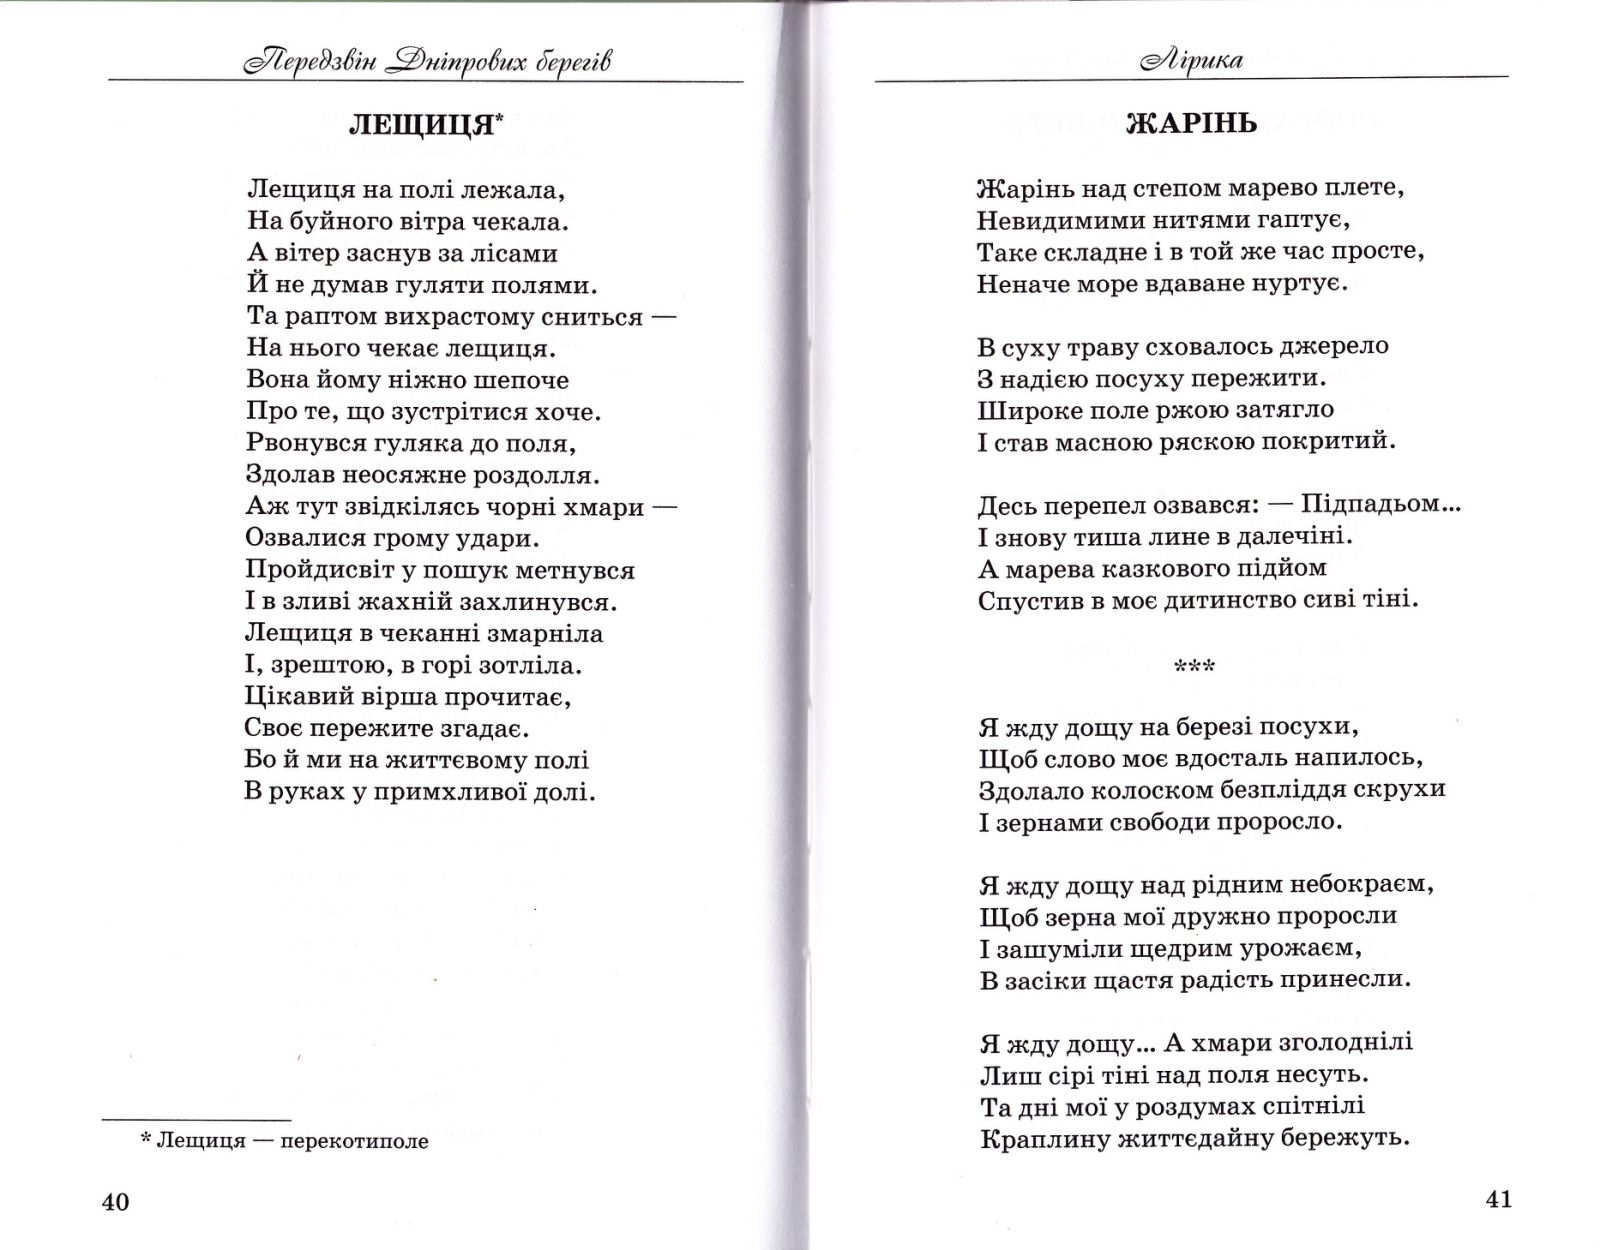 Передзвін Дніпрових берегів
ЛЕЩИЦЯ*
Лещиця на полі лежала,
На буйного вітра чекала.
А вітер заснув за лісами
Й не думав гуляти полями.
Та раптом вихрастому сниться —
На нього чекає лещиця.
Вона йому ніжно шепоче
Про те, що зустрітися хоче.
Рвонувся гуляка до поля,
Здолав неосяжне роздолля.
Аж тут звідкілясь чорні хмари —
Озвалися грому удари.
Пройдисвіт у пошук метнувся
І в зливі жахній захлинувся.
Лещиця в чеканні змарніла
І, зрештою, в горі зотліла.
Цікавий вірша прочитає,
Своє пережите згадає.
Бо й ми на життєвому полі
В руках у примхливої долі.
* Лещиця — перекотиполе
40
Лірика
ЖАРІНЬ
Жарінь над степом марево плете,
Невидимими нитями гаптує,
Таке складне і в той же час просте,
Неначе море вдаване нуртує.
В суху траву сховалось джерело
З надією посуху пережити.
Широке поле ржою затягло
І став масною ряскою покритий.
Десь перепел озвався: — Підпадьом...
І знову тиша лине в далечіні.
А марева казкового підйом
Спустив в моє дитинство сиві тіні.
***
Я жду дощу на березі посухи,
Щоб слово моє вдосталь напилось,
Здолало колоском безпліддя скрухи
І зернами свободи проросло.
Я жду дощу над рідним небокраєм,
Щоб зерна мої дружно проросли
І зашуміли щедрим урожаєм,
В засіки щастя радість принесли.
Я жду дощу... А хмари зголоднілі
Лиш сірі тіні над поля несуть.
Та дні мої у роздумах спітнілі
Краплину життєдайну бережуть.
41